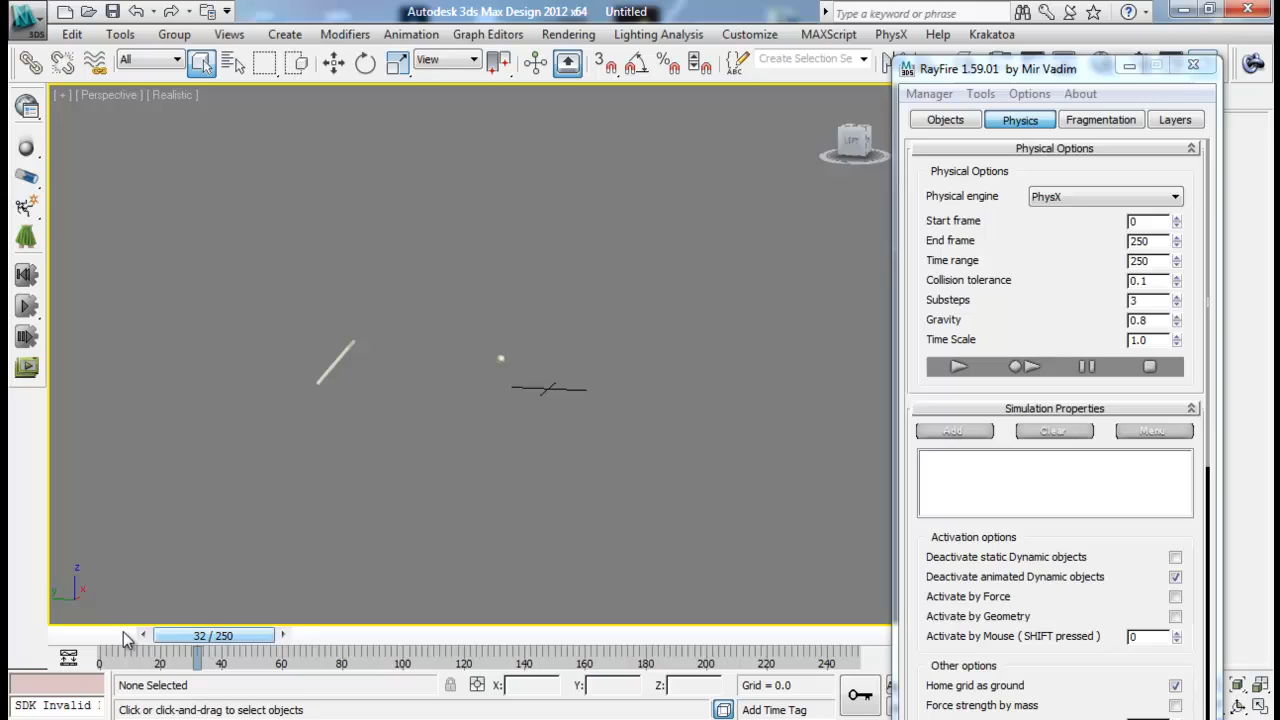 Autodesk 3ds Max Design 2012 x64 Untitled
Type a keyword or phrase
3DS
Edit Tools Group Views Create Modifiers Animation Graph Editors Rendering Lighting Analysis Customize MAXScript PhysX Help Krakatoa
All View 3 ABC Create Selection Se
[ + ] [ Perspective ] [ Realistic ]
LEFT
RayFire 1.59.01 by Mir Vadim
Manager Tools Options About
Objects Physics Fragmentation Layers
Physical Options
Physical Options
Physical engine PhysX
Start frame 0
End frame 250
Time range 250
Collision tolerance 0.1
Substeps 3
Gravity 0.8
Time Scale 1.0
Simulation Properties
Add Clear Menu
Activation options
Deactivate static Dynamic objects
Deactivate animated Dynamic objects
Activate by Force
Activate by Geometry
Activate by Mouse ( SHIFT pressed ) 0
Other options
Home grid as ground
Force strength by mass
z
y x
32 / 250
0 20 40 60 80 100 120 140 160 180 200 220 240
None Selected X: Y: Z: Grid = 0.0
SDK Invalid
Click or click-and-drag to select objects Add Time Tag